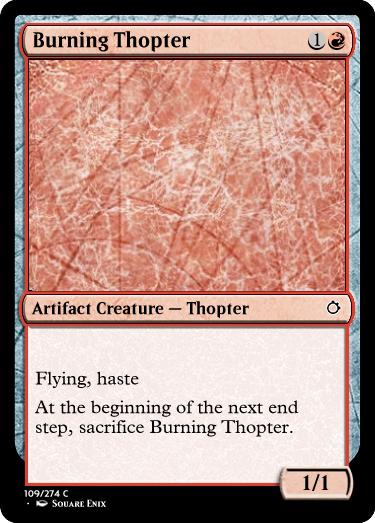 Burning Thopter 1
Artifact Creature — Thopter
Flying, haste
At the beginning of the next end
step, sacrifice Burning Thopter.
1/1
109/274 C
· Square Enix